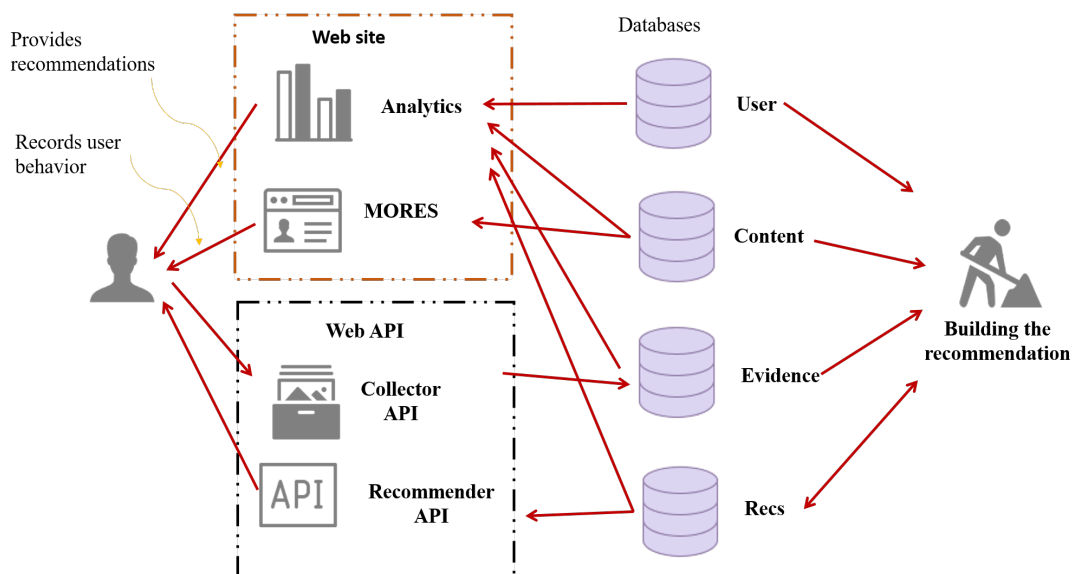 Provides
recommendations
Records user
behavior
Web site
Analytics
MORES
Web API
Collector
API
API
Recommender
API
Databases
User
Content
Evidence
Recs
Building the
recommendation